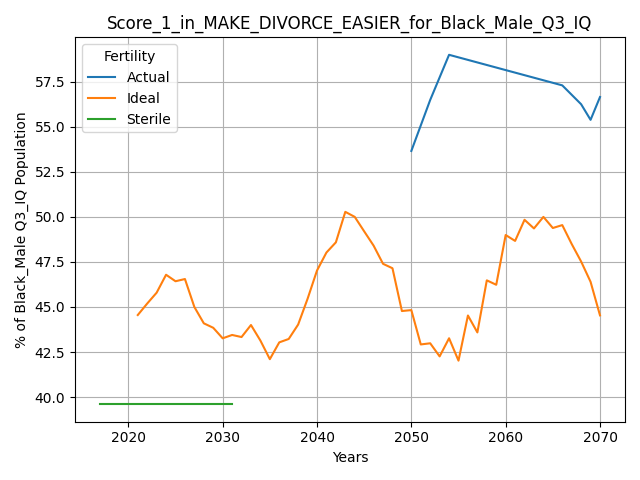 Score_1_in_MAKE_DIVORCE_EASIER_for_Black_Male_Q3_IQ
Fertility
Actual
Ideal
Sterile
% of Black_Male Q3_IQ Population
57.5
55.0
52.5
50.0
47.5
45.0
42.5
40.0
2020 2030 2040 2050 2060 2070
Years